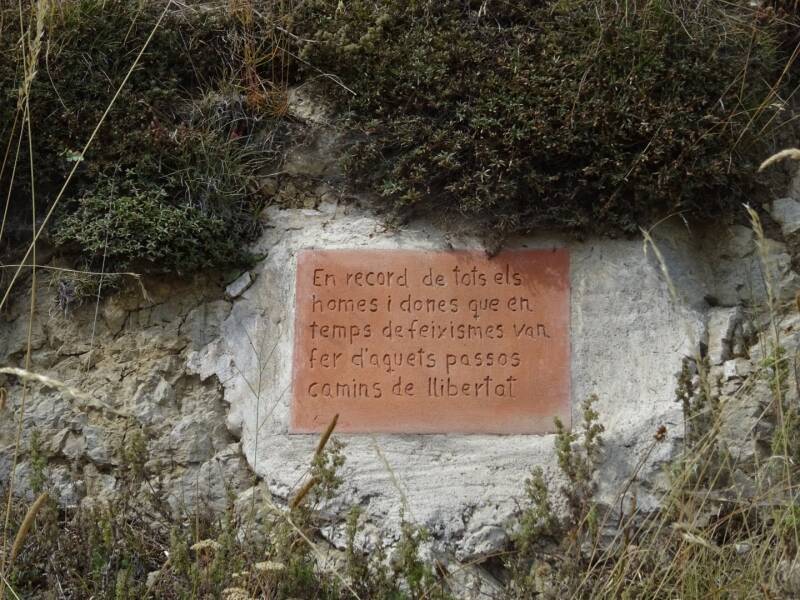 En record de tots els
homes i dones que en
temps de feixismes van
fer d'aquets passos
camins de llibertat